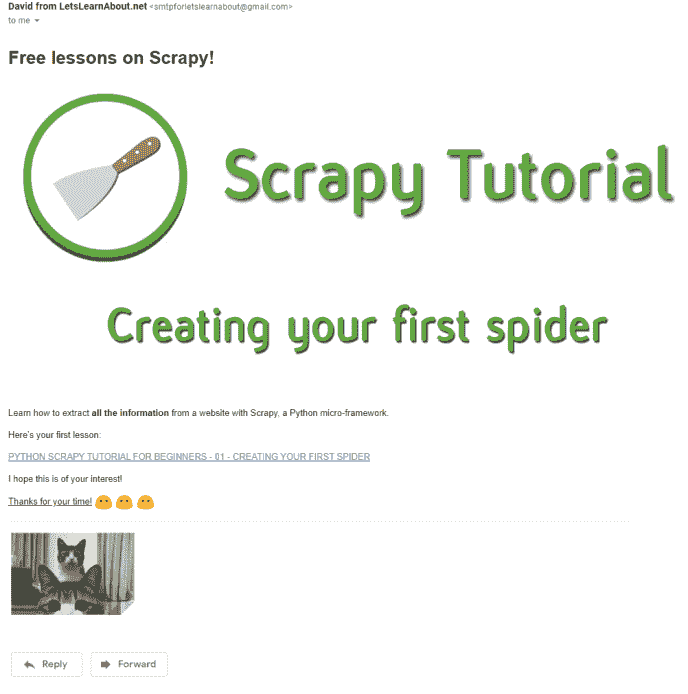 David from LetsLearnAbout.net <smtpforletslearnabout@gmail.com>
to me
Free lessons on Scrapy!
Scrapy Tutorial
Creating your first spider
Learn how to extract all the information from a website with Scrapy, a Python micro-framework.
Here's your first lesson:
PYTHON SCRAPY TUTORIAL FOR BEGINNERS - 01 - CREATING YOUR FIRST SPIDER
I hope this is of your interest!
Thanks for your time!
Reply Forward